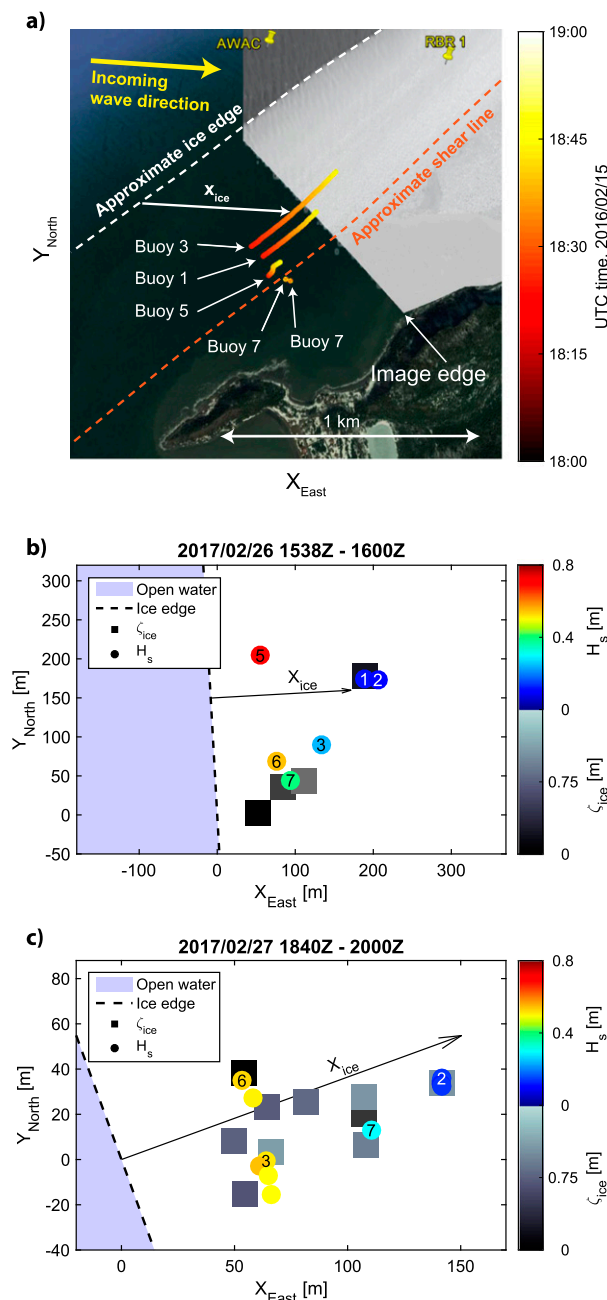 a)
AWAC
RBR 1
Incoming
wave direction
Approximate ice edge
Approximate shear line
x_ice
Buoy 3
Buoy 1
Buoy 5
Buoy 7
Buoy 7
Image edge
1 km
Y_North
X_East
19:00
18:45
18:30
18:15
18:00
UTC time, 2016/02/15
b)
2017/02/26 1538Z - 1600Z
Open water
Ice edge
ζ_ice
H_s
300
250
200
150
100
50
0
-50
Y_North [m]
-100
0
100
200
300
X_East [m]
5
1
2
X_ice
3
6
7
0.8
0.4
0
H_s [m]
0.75
0
ζ_ice [m]
c)
2017/02/27 1840Z - 2000Z
Open water
Ice edge
ζ_ice
H_s
80
60
40
20
0
-20
-40
Y_North [m]
0
50
100
150
X_East [m]
X_ice
6
2
7
3
0.8
0.4
0
H_s [m]
0.75
0
ζ_ice [m]